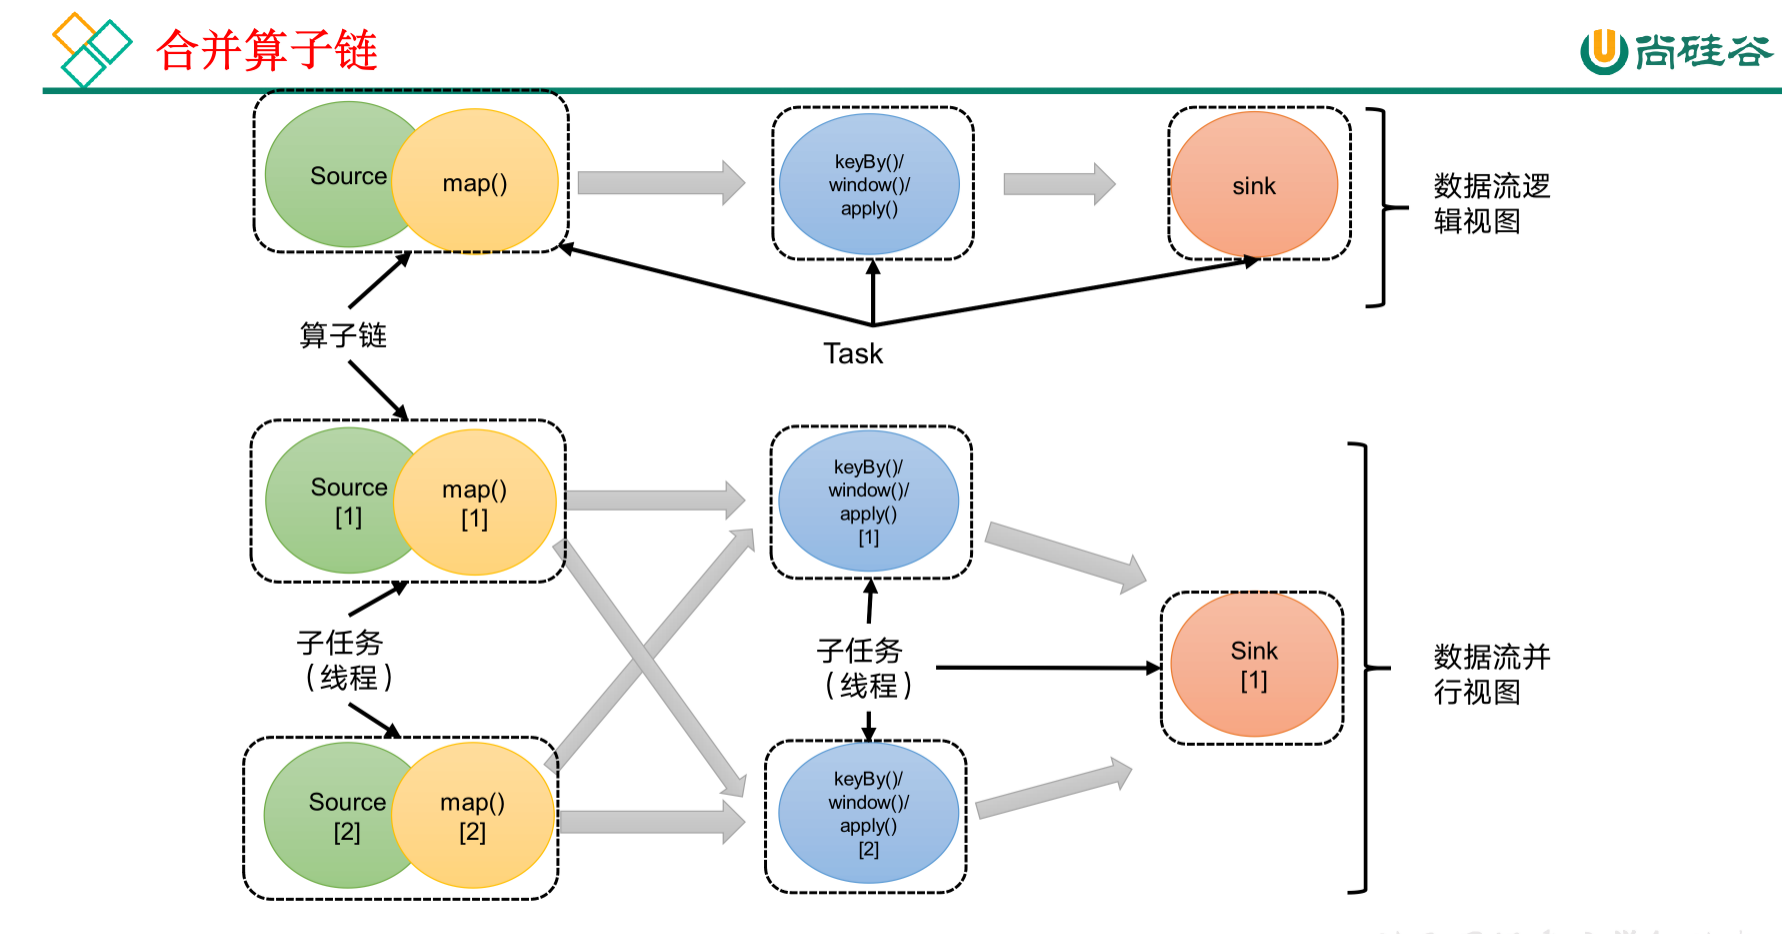 合并算子链
尚硅谷
Source
map()
keyBy()/
window()/
apply()
sink
数据流逻
辑视图
算子链
Task
Source
[1]
map()
[1]
keyBy()/
window()/
apply()
[1]
子任务
（线程）
子任务
（线程）
Sink
[1]
数据流并
行视图
Source
[2]
map()
[2]
keyBy()/
window()/
apply()
[2]